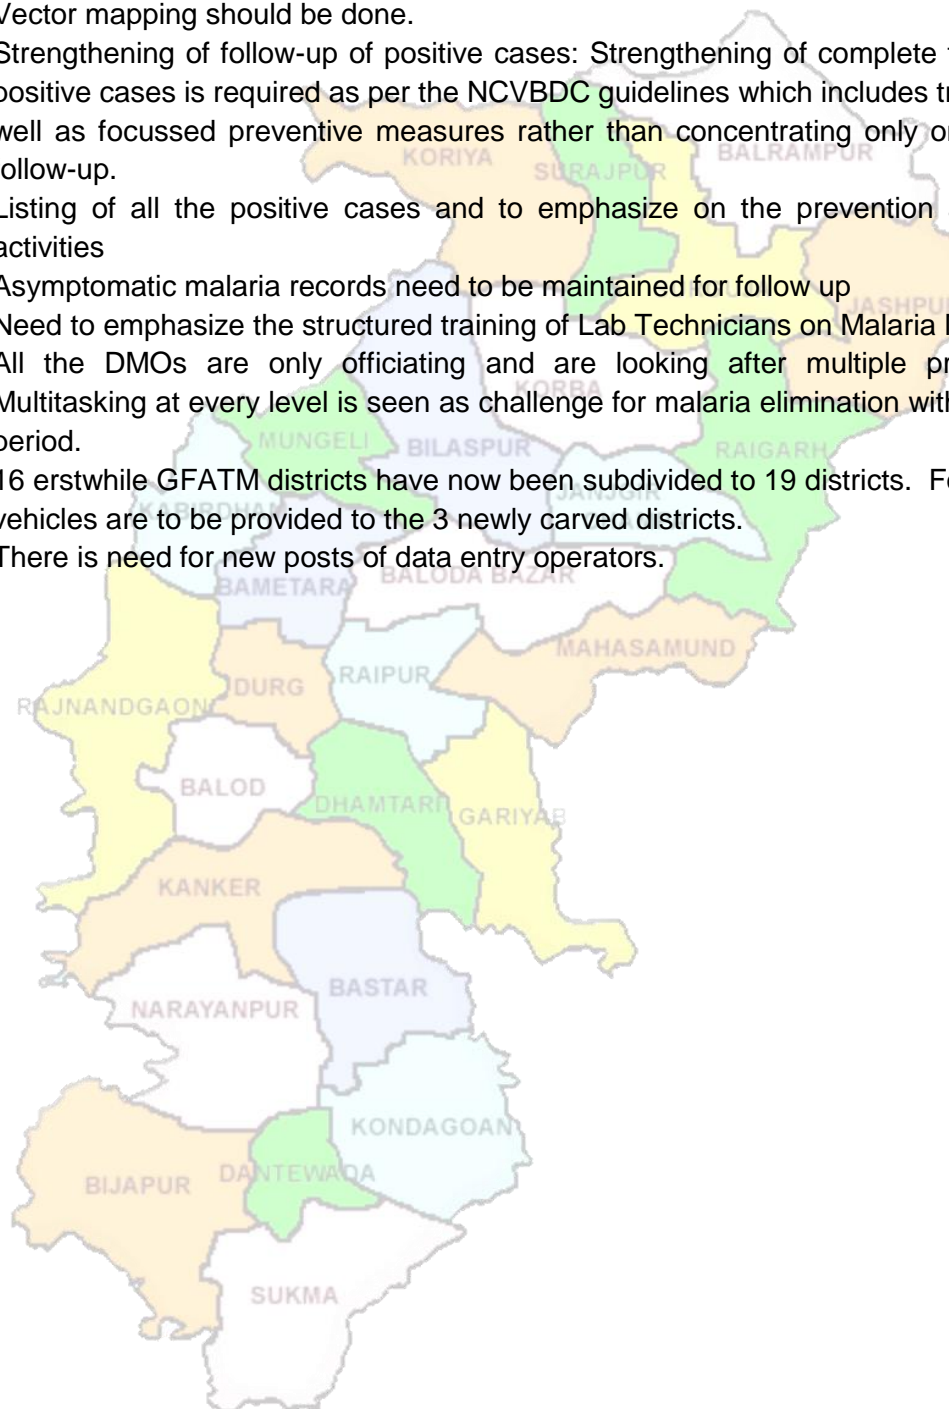 Vector mapping should be done.
Strengthening of follow-up of positive cases: Strengthening of complete
positive cases is required as per the NCVBDC guidelines which includes
well as focussed preventive measures rather than concentrating only
follow-up.
Listing of all the positive cases and to emphasize on the prevention
activities
Asymptomatic malaria records need to be maintained for follow up
Need to emphasize the structured training of Lab Technicians on Malaria
All the DMOs are only officiating and are looking after multiple
Multitasking at every level is seen as challenge for malaria elimination
period.
16 erstwhile GFATM districts have now been subdivided to 19 districts.
vehicles are to be provided to the 3 newly carved districts.
There is need for new posts of data entry operators.
KORIYA
SURAJPUR
BALRAMPUR
JASHPU
KORBA
MUNGELI
BILASPUR
RAIGARH
JANJGIR
KABIRDHAM
BAMETARA
BALODA BAZAR
MAHASAMUND
RAIPUR
DURG
RAJNANDGAON
BALOD
DHAMTARI
GARIYAB
KANKER
BASTAR
NARAYANPUR
KONDAGOAN
DANTEWADA
BIJAPUR
SUKMA